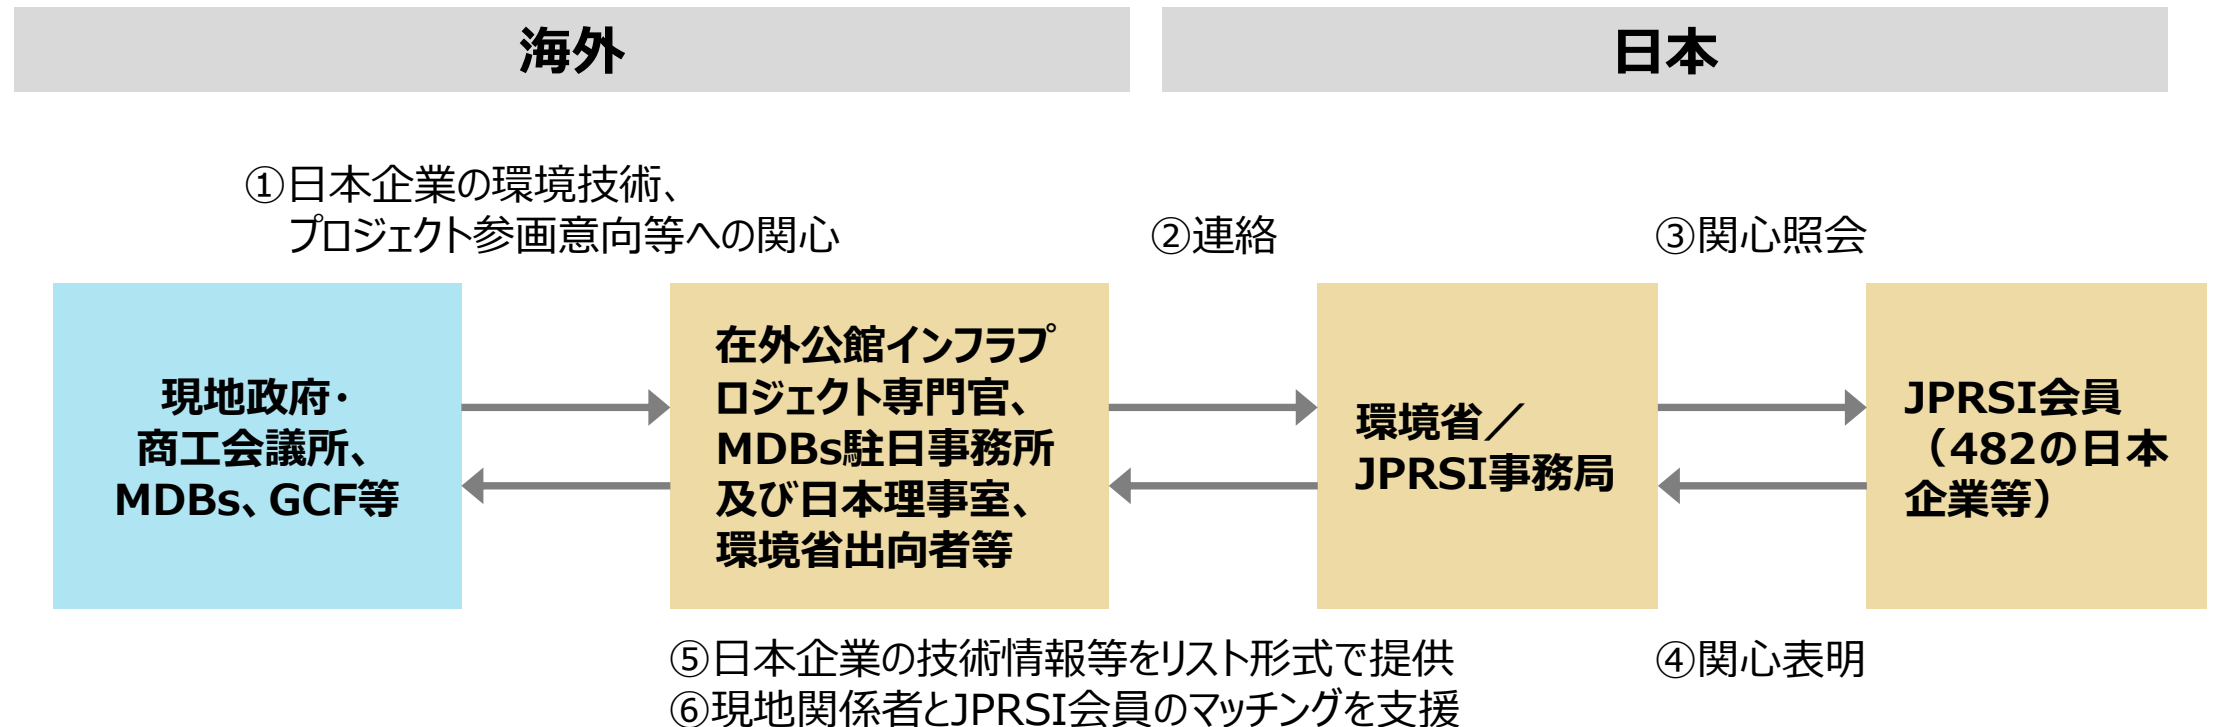 海外
日本
①日本企業の環境技術、
プロジェクト参画意向等への関心
②連絡
③関心照会
現地政府・
商工会議所、
MDBs、GCF等
在外公館インフラプ
ロジェクト専門官、
MDBs駐日事務所
及び日本理事室、
環境省出向者等
環境省／
JPRSI事務局
JPRSI会員
（482の日本
企業等）
⑤日本企業の技術情報等をリスト形式で提供
⑥現地関係者とJPRSI会員のマッチングを支援
④関心表明